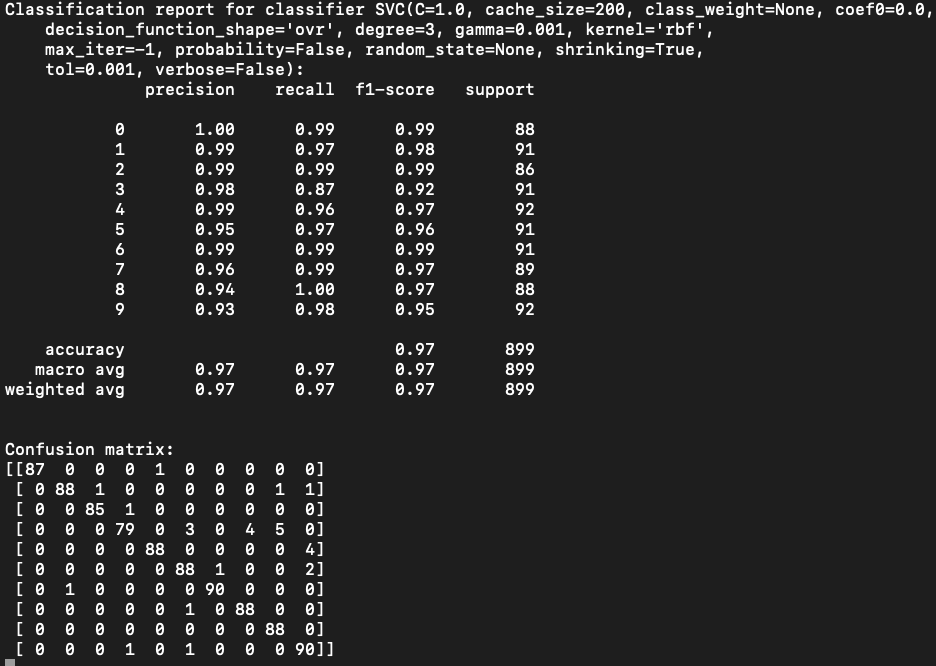 Classification report for classifier SVC(C=1.0, cache_size=200, class_weight=None, coef0=0.0,
    decision_function_shape='ovr', degree=3, gamma=0.001, kernel='rbf',
    max_iter=-1, probability=False, random_state=None, shrinking=True,
    tol=0.001, verbose=False):
              precision    recall  f1-score   support

           0       1.00      0.99      0.99        88
           1       0.99      0.97      0.98        91
           2       0.99      0.99      0.99        86
           3       0.98      0.87      0.92        91
           4       0.99      0.96      0.97        92
           5       0.95      0.97      0.96        91
           6       0.99      0.99      0.99        91
           7       0.96      0.99      0.97        89
           8       0.94      1.00      0.97        88
           9       0.93      0.98      0.95        92

    accuracy                           0.97       899
   macro avg       0.97      0.97      0.97       899
weighted avg       0.97      0.97      0.97       899


Confusion matrix:
[[87  0  0  0  1  0  0  0  0  0]
 [ 0 88  1  0  0  0  0  0  1  1]
 [ 0  0 85  1  0  0  0  0  0  0]
 [ 0  0  0 79  0  3  0  4  5  0]
 [ 0  0  0  0 88  0  0  0  0  4]
 [ 0  0  0  0  0 88  1  0  0  2]
 [ 0  1  0  0  0  0 90  0  0  0]
 [ 0  0  0  0  0  1  0 88  0  0]
 [ 0  0  0  0  0  0  0  0 88  0]
 [ 0  0  0  1  0  1  0  0  0 90]]